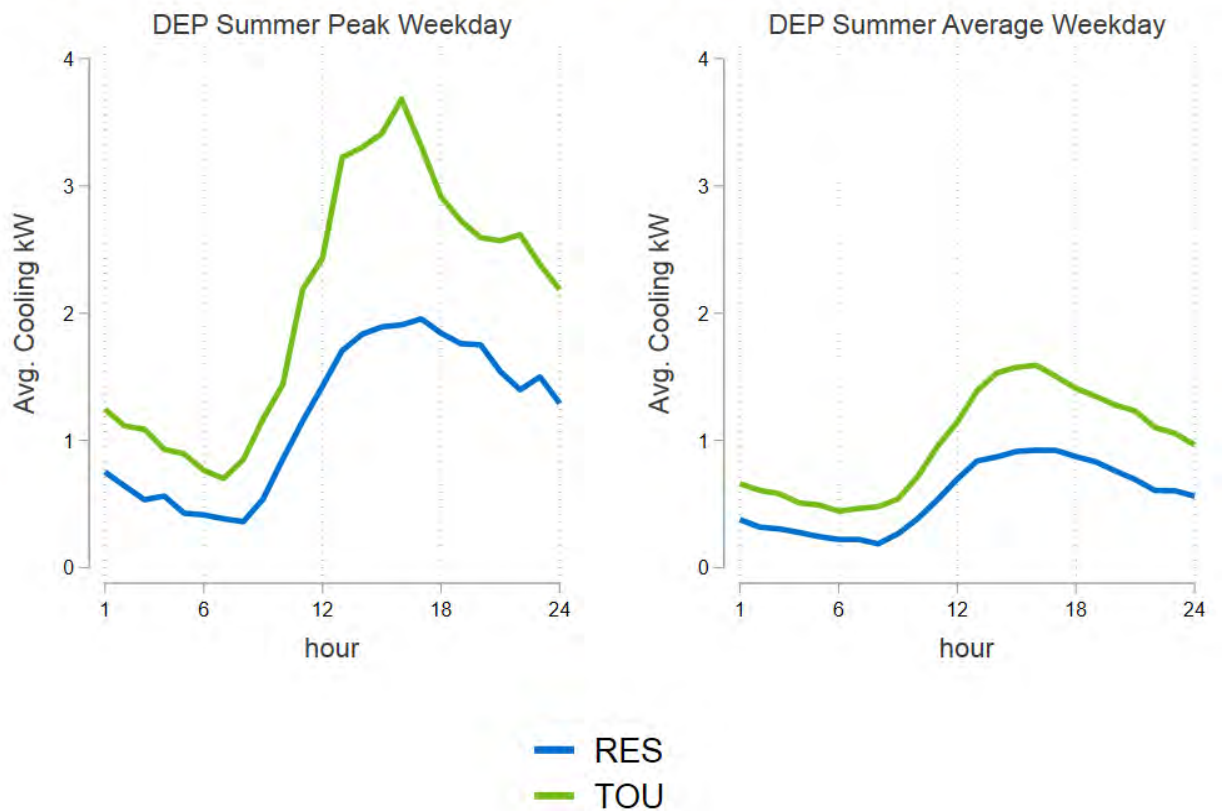 DEP Summer Peak Weekday
4
3
2
1
0
Avg. Cooling kW
1 6 12 18 24
hour
DEP Summer Average Weekday
4
3
2
1
0
Avg. Cooling kW
1 6 12 18 24
hour
RES
TOU